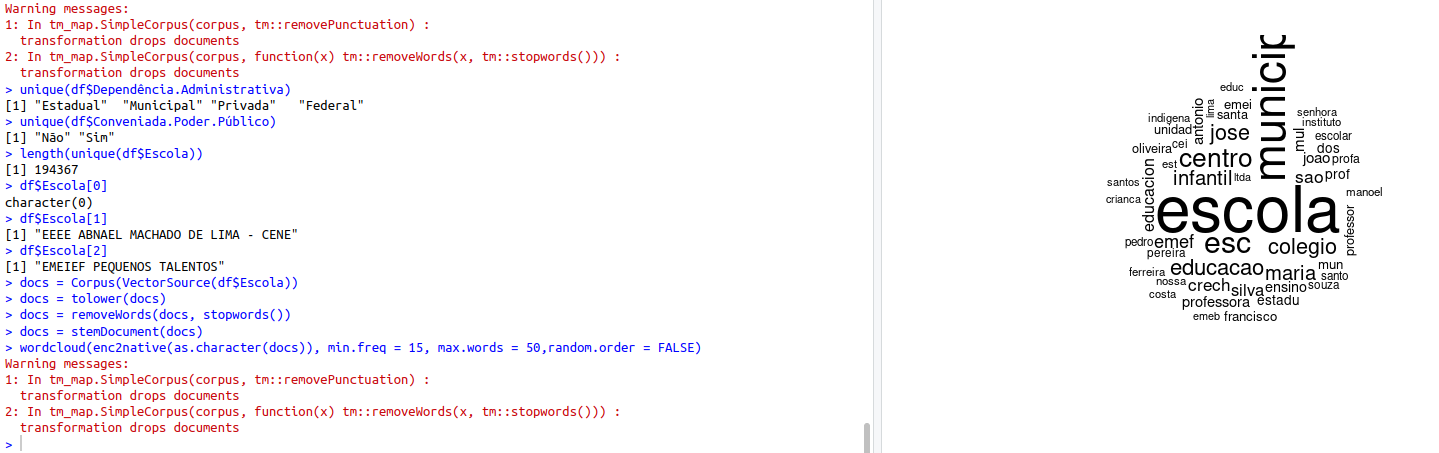 Warning messages:
1: In tm_map.SimpleCorpus(corpus, tm::removePunctuation) :
  transformation drops documents
2: In tm_map.SimpleCorpus(corpus, function(x) tm::removeWords(x, tm::stopwords())) :
  transformation drops documents
> unique(df$Dependência.Administrativa)
[1] "Estadual"  "Municipal" "Privada"   "Federal"
> unique(df$Conveniada.Poder.Público)
[1] "Não" "Sim"
> length(unique(df$Escola))
[1] 194367
> df$Escola[0]
character(0)
> df$Escola[1]
[1] "EEEE ABNAEL MACHADO DE LIMA - CENE"
> df$Escola[2]
[1] "EMEIEF PEQUENOS TALENTOS"
> docs = Corpus(VectorSource(df$Escola))
> docs = tolower(docs)
> docs = removeWords(docs, stopwords())
> docs = stemDocument(docs)
> wordcloud(enc2native(as.character(docs)), min.freq = 15, max.words = 50,random.order = FALSE)
Warning messages:
1: In tm_map.SimpleCorpus(corpus, tm::removePunctuation) :
  transformation drops documents
2: In tm_map.SimpleCorpus(corpus, function(x) tm::removeWords(x, tm::stopwords())) :
  transformation drops documents
>
municip
educ
antonio
lima
emei
santa
indigena
unidad
jose
mul
senhora
instituto
escolar
oliveira
cei
est
centro
dos
joao
profa
infantil
ltda
sao
prof
santos
educacion
crianca
manoel
escola
professor
pedro
emef
esc
colegio
pereira
ferreira
educacao
maria
mun
santo
nossa
crech
silva
ensino
souza
costa
professora
estadu
emeb
francisco